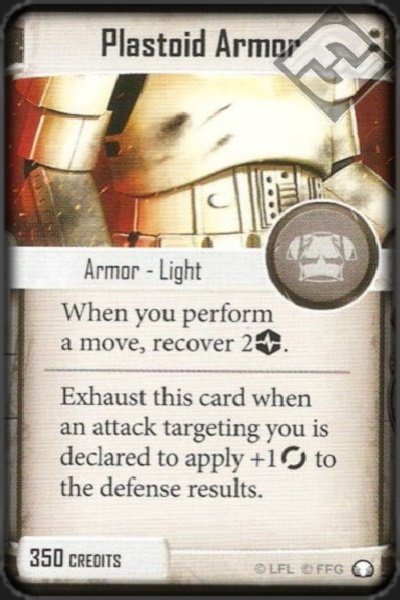 Plastoid Armor
Armor - Light
When you perform
a move, recover 2.
Exhaust this card when
an attack targeting you is
declared to apply +1 to
the defense results.
350 CREDITS
© LFL © FFG